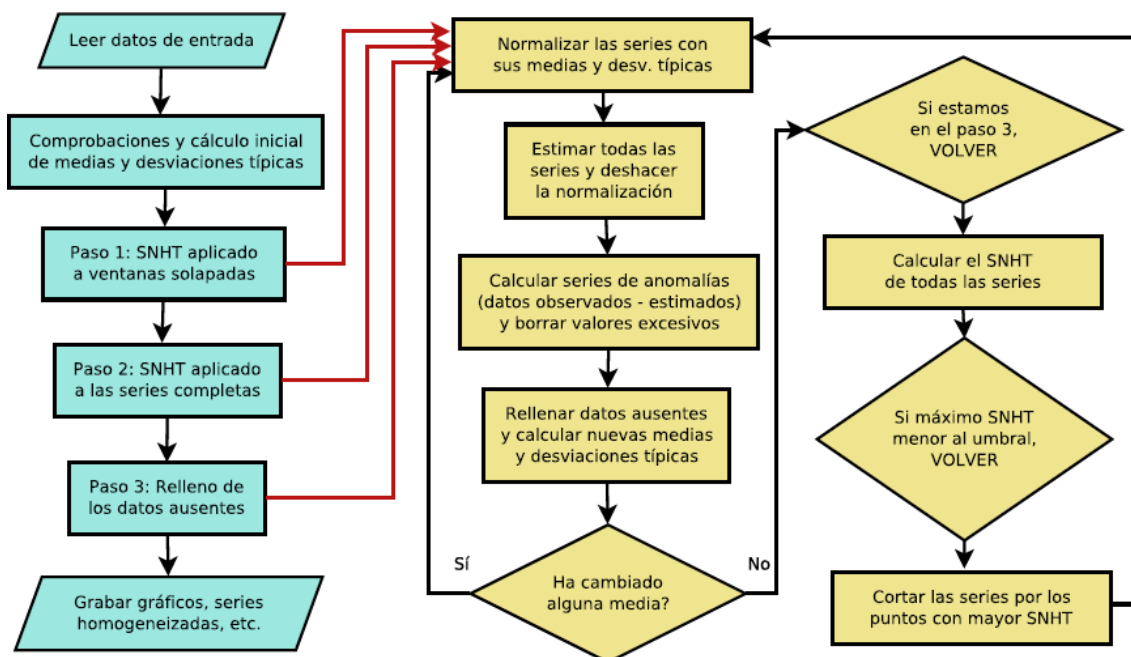 Leer datos de entrada
Comprobaciones y cálculo inicial
de medias y desviaciones típicas
Paso 1: SNHT aplicado
a ventanas solapadas
Paso 2: SNHT aplicado
a las series completas
Paso 3: Relleno de
los datos ausentes
Grabar gráficos, series
homogeneizadas, etc.
Normalizar las series con
sus medias y desv. típicas
Estimar todas las
series y deshacer
la normalización
Calcular series de anomalías
(datos observados - estimados)
y borrar valores excesivos
Rellenar datos ausentes
y calcular nuevas medias
y desviaciones típicas
Sí
Ha cambiado
alguna media?
No
Si estamos
en el paso 3,
VOLVER
Calcular el SNHT
de todas las series
Si máximo SNHT
menor al umbral,
VOLVER
Cortar las series por los
puntos con mayor SNHT